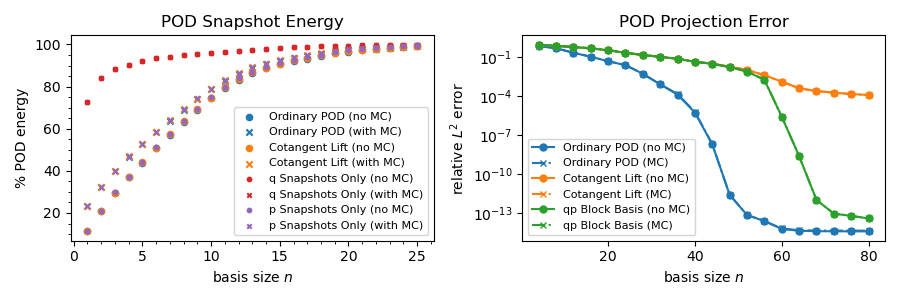 POD Snapshot Energy
% POD energy
100
80
60
40
20
0
5
10
15
20
25
basis size n
Ordinary POD (no MC)
Ordinary POD (with MC)
Cotangent Lift (no MC)
Cotangent Lift (with MC)
q Snapshots Only (no MC)
q Snapshots Only (with MC)
p Snapshots Only (no MC)
p Snapshots Only (with MC)
POD Projection Error
relative L² error
10⁻¹
10⁻⁴
10⁻⁷
10⁻¹⁰
10⁻¹³
20
40
60
80
basis size n
Ordinary POD (no MC)
Ordinary POD (MC)
Cotangent Lift (no MC)
Cotangent Lift (MC)
qp Block Basis (no MC)
qp Block Basis (MC)